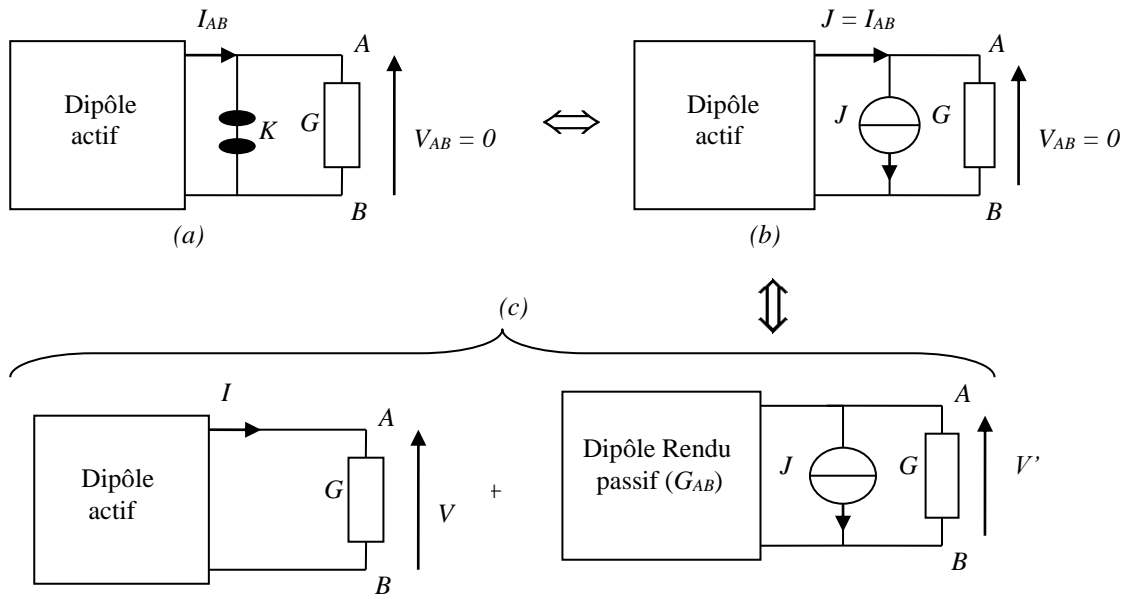 I_AB
A
Dipôle
actif
K
G
V_AB = 0
B
(a)
J = I_AB
A
Dipôle
actif
J
G
V_AB = 0
B
(b)
(c)
I
A
Dipôle
actif
G
V
B
+
A
Dipôle Rendu
passif (G_AB)
J
G
V’
B